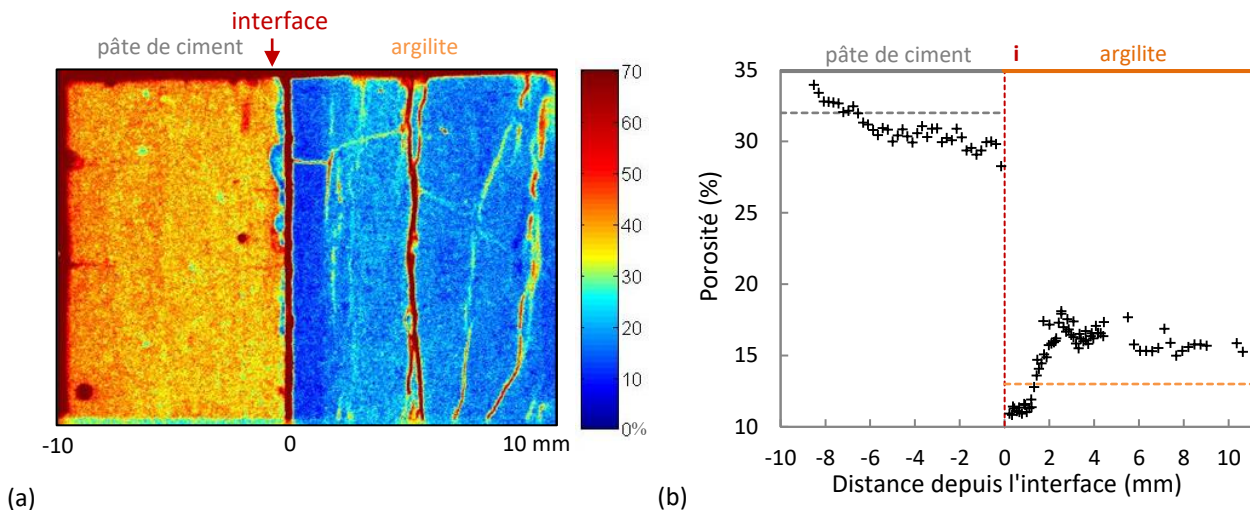 interface
pâte de ciment
argilite
70
60
50
40
30
20
10
0%
-10
0
10 mm
(a)
pâte de ciment
i
argilite
Porosité (%)
35
30
25
20
15
10
-10 -8 -6 -4 -2 0 2 4 6 8 10
Distance depuis l'interface (mm)
(b)